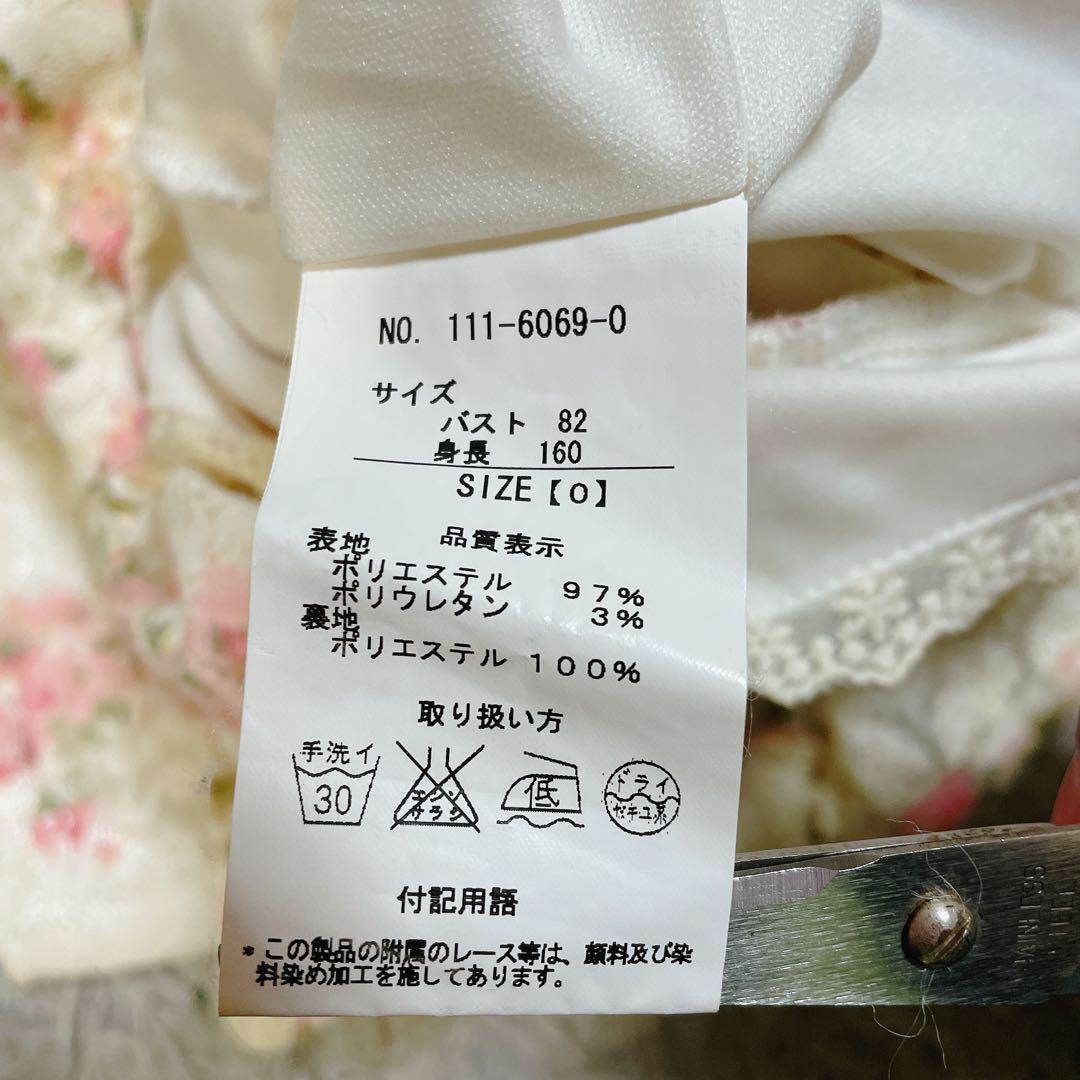 NO. 111-6069-0
サイズ
バスト 82
身長 160
SIZE【0】
品質表示
表地
ポリエステル 97%
ポリウレタン 3%
裏地
ポリエステル 100%
取り扱い方
手洗イ
30
エンソ
サラシ
低
ドライ
セキユ系
付記用語
* この製品の附属のレース等は、顔料及び染
料染め加工を施してあります。